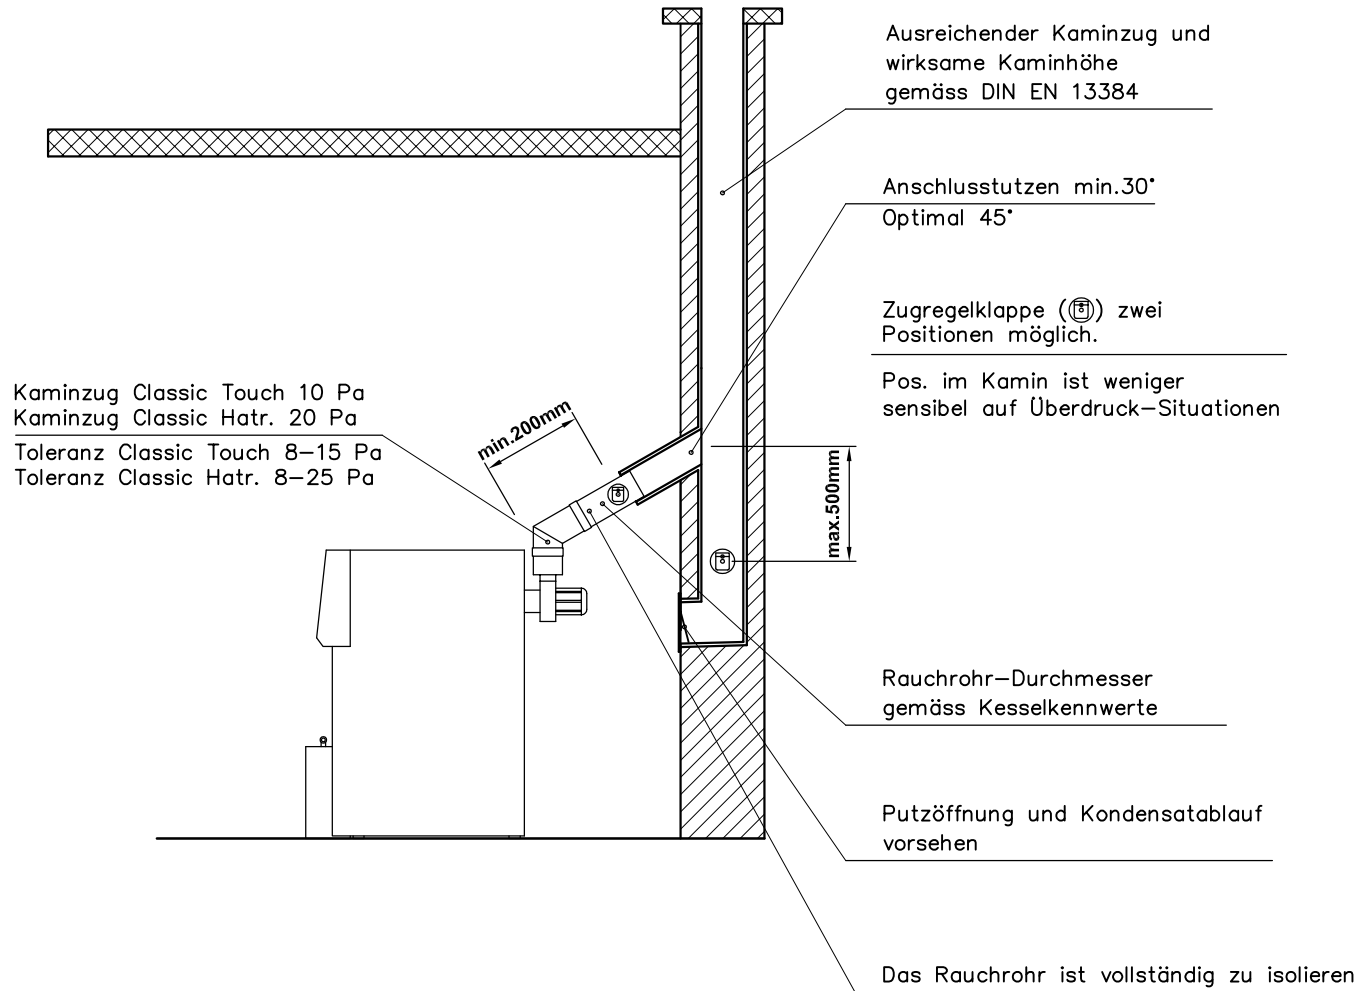 Ausreichender Kaminzug und
wirksame Kaminhöhe
gemäss DIN EN 13384
Anschlusstutzen min.30°
Optimal 45°
Zugregelklappe () zwei
Positionen möglich.
Pos. im Kamin ist weniger
sensibel auf Überdruck-Situationen
Kaminzug Classic Touch 10 Pa
Kaminzug Classic Hatr. 20 Pa
Toleranz Classic Touch 8-15 Pa
Toleranz Classic Hatr. 8-25 Pa
min.200mm
max.500mm
Rauchrohr-Durchmesser
gemäss Kesselkennwerte
Putzöffnung und Kondensatablauf
vorsehen
Das Rauchrohr ist vollständig zu isolieren